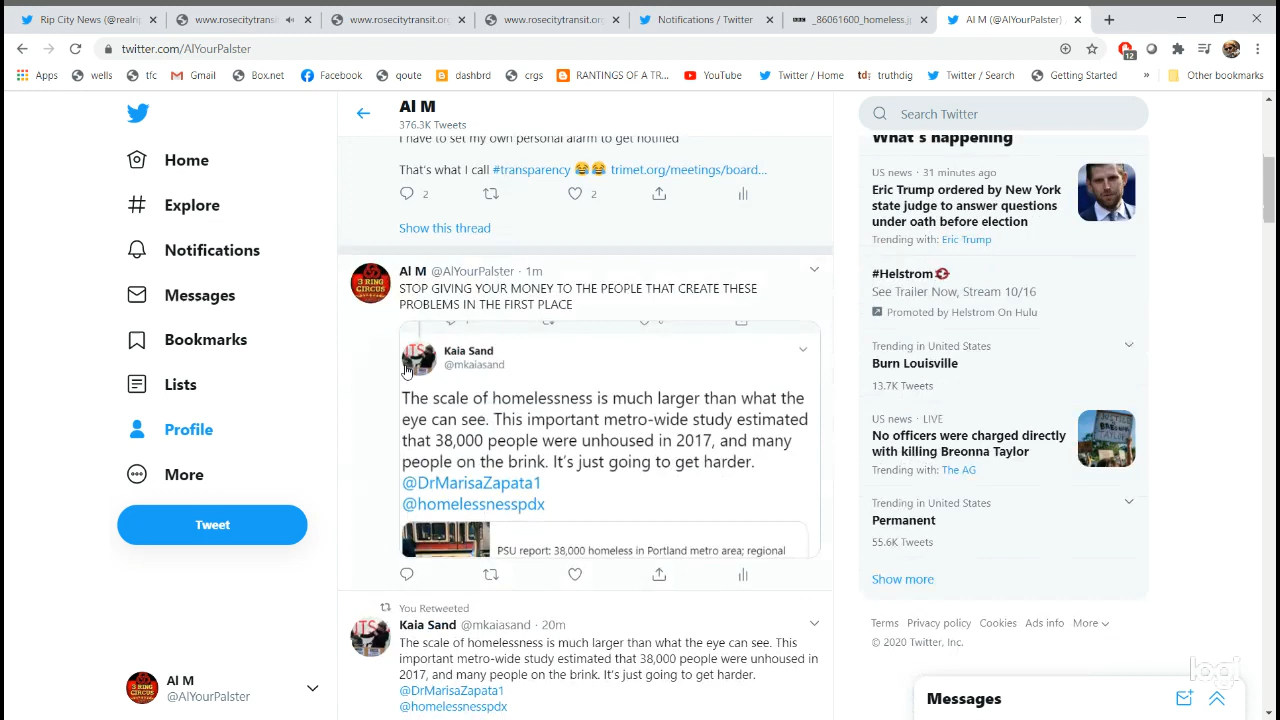 Rip City News (@realrip
www.rosecitytransi
www.rosecitytransit.org
www.rosecitytransit.org
Notifications / Twitter
_86061600_homeless.jp
Al M (@AlYourPalster)
twitter.com/AlYourPalster
12
Apps
wells
tfc
Gmail
Box.net
Facebook
qoute
dashbrd
crgs
RANTINGS OF A TR...
YouTube
Twitter / Home
td:
truthdig
Twitter / Search
Getting Started
»
Other bookmarks
Home
Explore
Notifications
Messages
Bookmarks
Lists
Profile
More
Tweet
Al M
@AlYourPalster
Al M
376.3K Tweets
I have to set my own personal alarm to get notified
That's what I call #transparency 😂😂 trimet.org/meetings/board...
2
2
Show this thread
3 RING
CIRCUS
Al M @AlYourPalster · 1m
STOP GIVING YOUR MONEY TO THE PEOPLE THAT CREATE THESE
PROBLEMS IN THE FIRST PLACE
Kaia Sand
@mkaiasand
The scale of homelessness is much larger than what the
eye can see. This important metro-wide study estimated
that 38,000 people were unhoused in 2017, and many
people on the brink. It's just going to get harder.
@DrMarisaZapata1
@homelessnesspdx
PSU report: 38,000 homeless in Portland metro area; regional
You Retweeted
Kaia Sand @mkaiasand · 20m
The scale of homelessness is much larger than what the eye can see. This
important metro-wide study estimated that 38,000 people were unhoused in
2017, and many people on the brink. It's just going to get harder.
@DrMarisaZapata1
@homelessnesspdx
Search Twitter
What's happening
US news · 31 minutes ago
Eric Trump ordered by New York
state judge to answer questions
under oath before election
Trending with: Eric Trump
#Helstrom
See Trailer Now, Stream 10/16
Promoted by Helstrom On Hulu
Trending in United States
Burn Louisville
13.7K Tweets
US news · LIVE
No officers were charged directly
with killing Breonna Taylor
Trending with: The AG
Trending in United States
Permanent
55.6K Tweets
Show more
Terms Privacy policy Cookies Ads info More
© 2020 Twitter, Inc.
logi
Messages